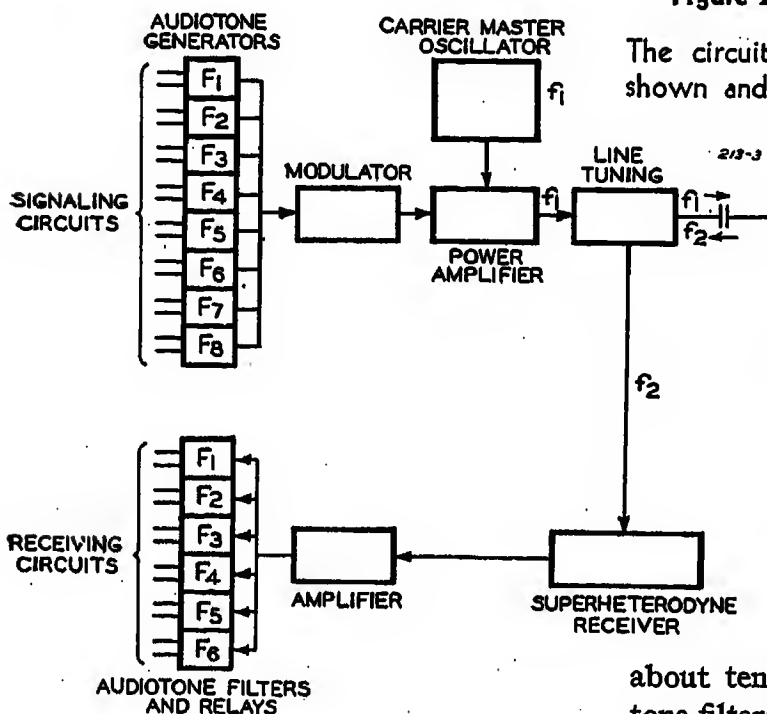 Figure
The circuit
shown and
213-3
AUDIOTONE
GENERATORS
CARRIER MASTER
OSCILLATOR
f1
F1
F2
F3
F4
F5
F6
F7
F8
SIGNALING
CIRCUITS
MODULATOR
POWER
AMPLIFIER
f1
LINE
TUNING
f1
f2
f2
RECEIVING
CIRCUITS
F1
F2
F3
F4
F5
F6
AMPLIFIER
SUPERHETERODYNE
RECEIVER
AUDIOTONE FILTERS
AND RELAYS
about ten